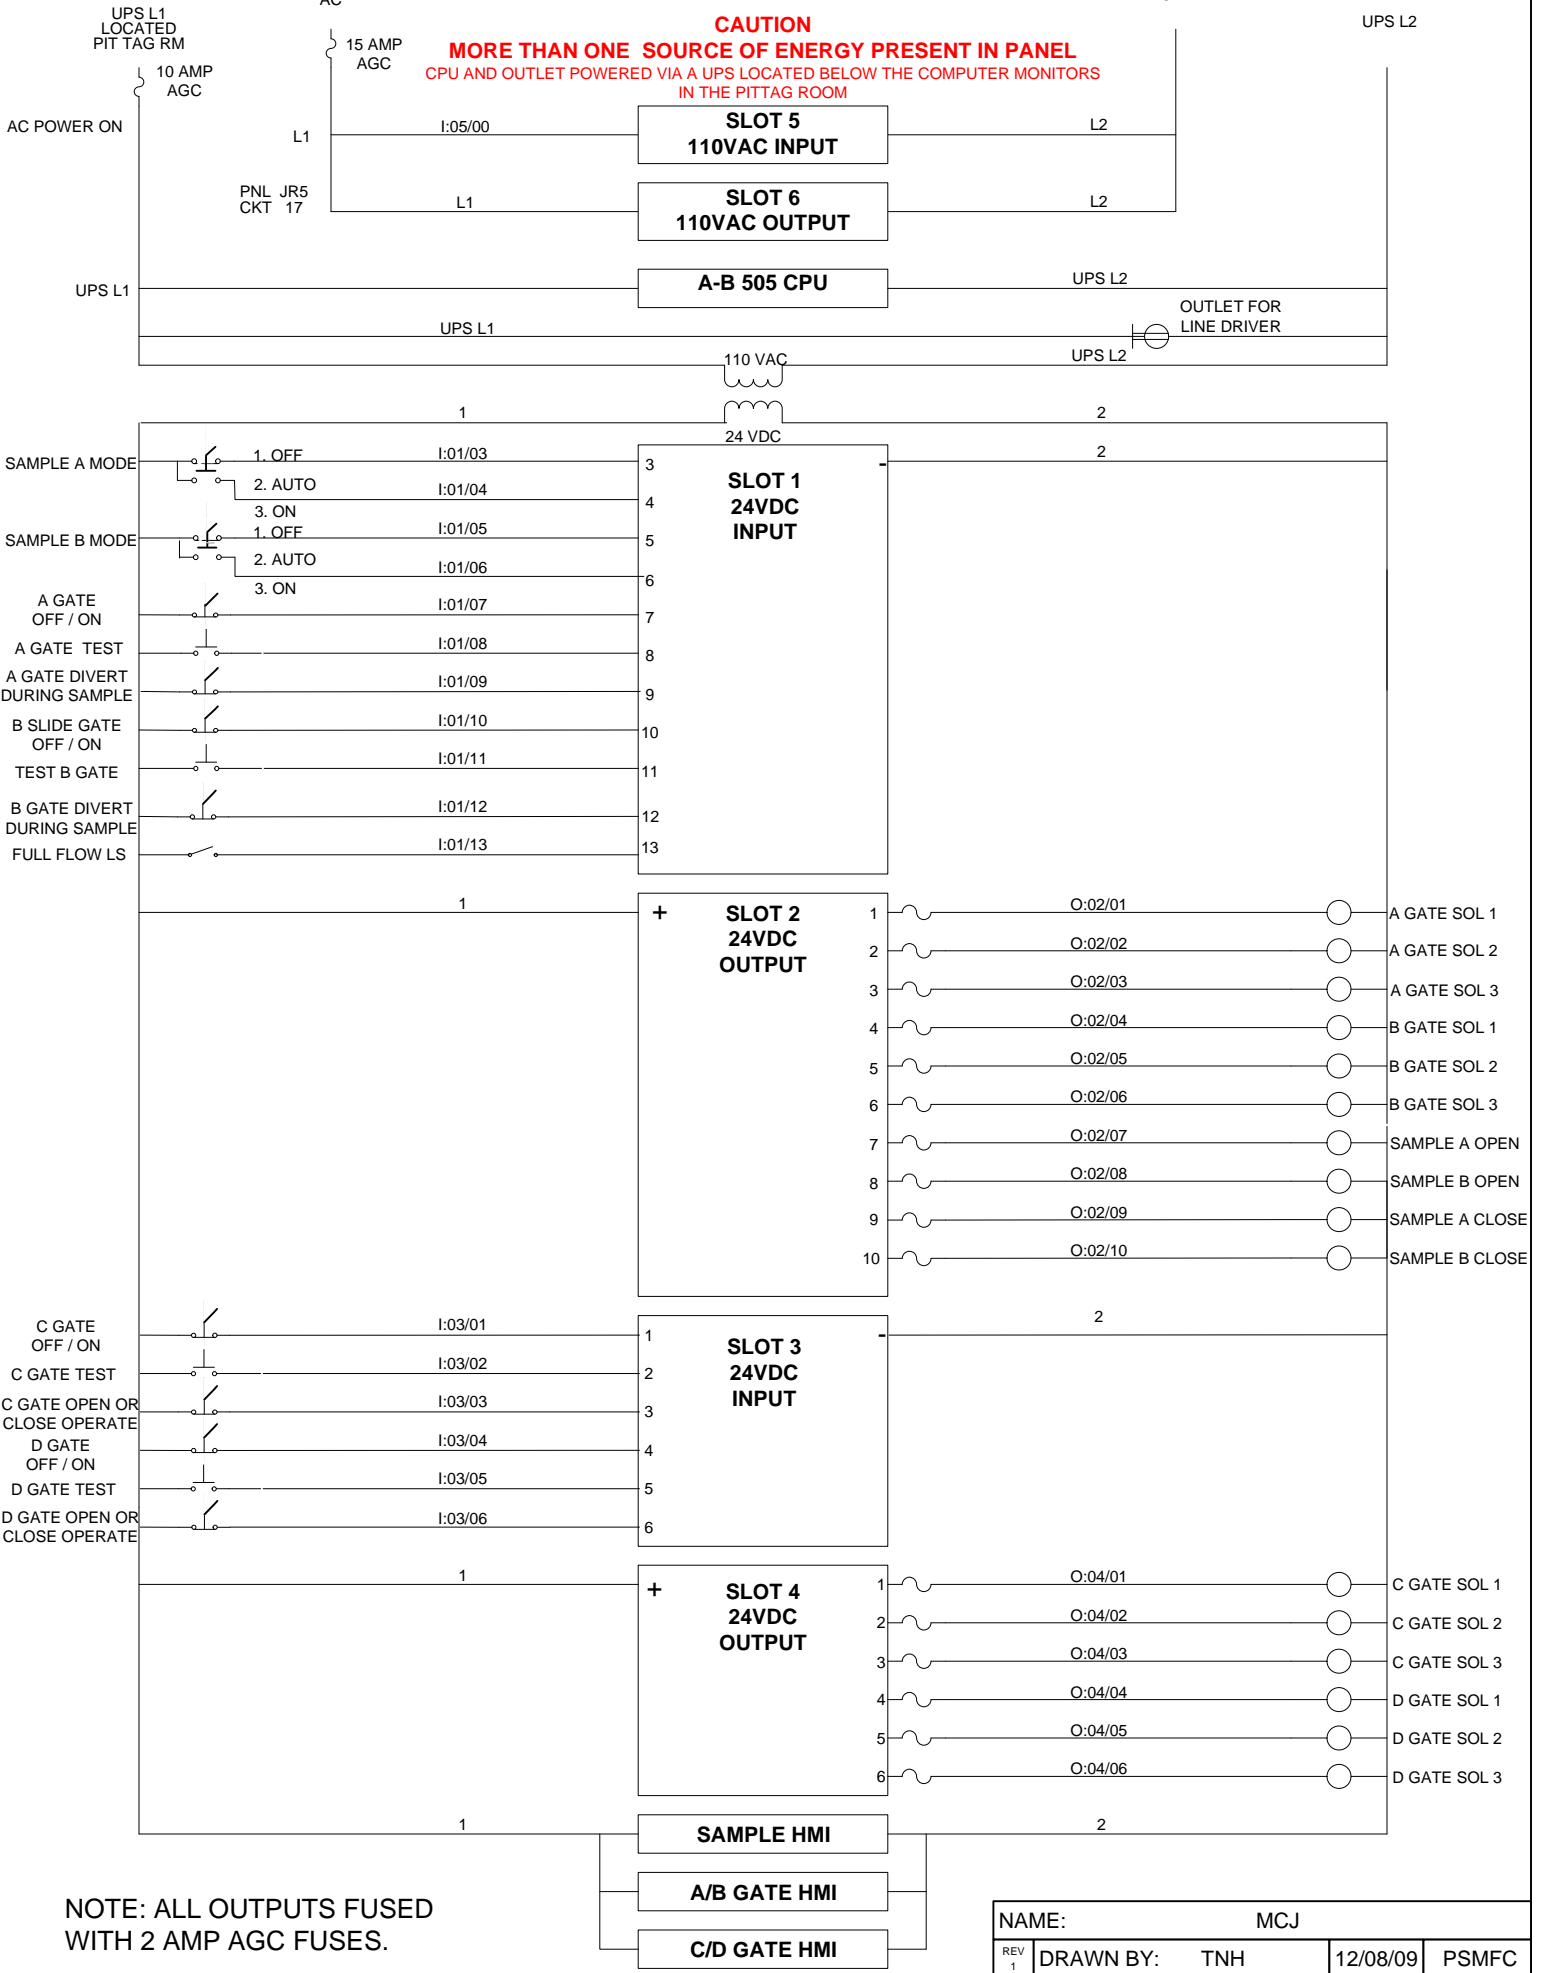 AC
UPS L1
LOCATED
PIT TAG RM
10 AMP
AGC
15 AMP
AGC
CAUTION
MORE THAN ONE SOURCE OF ENERGY PRESENT IN PANEL
CPU AND OUTLET POWERED VIA A UPS LOCATED BELOW THE COMPUTER MONITORS
IN THE PITTAG ROOM
UPS L2
AC POWER ON
L1
I:05/00
SLOT 5
110VAC INPUT
L2
PNL JR5
CKT 17
L1
SLOT 6
110VAC OUTPUT
L2
UPS L1
A-B 505 CPU
UPS L2
UPS L1
OUTLET FOR
LINE DRIVER
110 VAC
UPS L2
1
2
24 VDC
SAMPLE A MODE
1. OFF
I:01/03
3
-
2
2. AUTO
I:01/04
4
3. ON
SLOT 1
24VDC
INPUT
SAMPLE B MODE
1. OFF
I:01/05
5
2. AUTO
I:01/06
6
3. ON
A GATE
OFF / ON
I:01/07
7
A GATE TEST
I:01/08
8
A GATE DIVERT
DURING SAMPLE
I:01/09
9
B SLIDE GATE
OFF / ON
I:01/10
10
TEST B GATE
I:01/11
11
B GATE DIVERT
DURING SAMPLE
I:01/12
12
FULL FLOW LS
I:01/13
13
1
+
SLOT 2
24VDC
OUTPUT
1
O:02/01
A GATE SOL 1
2
O:02/02
A GATE SOL 2
3
O:02/03
A GATE SOL 3
4
O:02/04
B GATE SOL 1
5
O:02/05
B GATE SOL 2
6
O:02/06
B GATE SOL 3
7
O:02/07
SAMPLE A OPEN
8
O:02/08
SAMPLE B OPEN
9
O:02/09
SAMPLE A CLOSE
10
O:02/10
SAMPLE B CLOSE
C GATE
OFF / ON
I:03/01
1
SLOT 3
24VDC
INPUT
-
2
C GATE TEST
I:03/02
2
C GATE OPEN OR
CLOSE OPERATE
I:03/03
3
D GATE
OFF / ON
I:03/04
4
D GATE TEST
I:03/05
5
D GATE OPEN OR
CLOSE OPERATE
I:03/06
6
1
+
SLOT 4
24VDC
OUTPUT
1
O:04/01
C GATE SOL 1
2
O:04/02
C GATE SOL 2
3
O:04/03
C GATE SOL 3
4
O:04/04
D GATE SOL 1
5
O:04/05
D GATE SOL 2
6
O:04/06
D GATE SOL 3
1
SAMPLE HMI
2
A/B GATE HMI
C/D GATE HMI
NOTE: ALL OUTPUTS FUSED
WITH 2 AMP AGC FUSES.
NAME: MCJ
REV
1
DRAWN BY: TNH
12/08/09
PSMFC